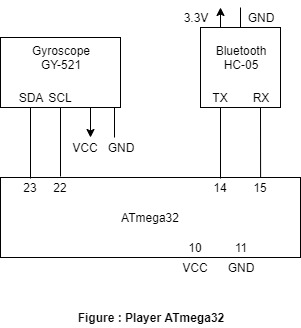 3.3V GND
Gyroscope
GY-521
Bluetooth
HC-05
SDA SCL
TX RX
VCC GND
23 22 14 15
ATmega32
10 11
VCC GND
Figure : Player ATmega32